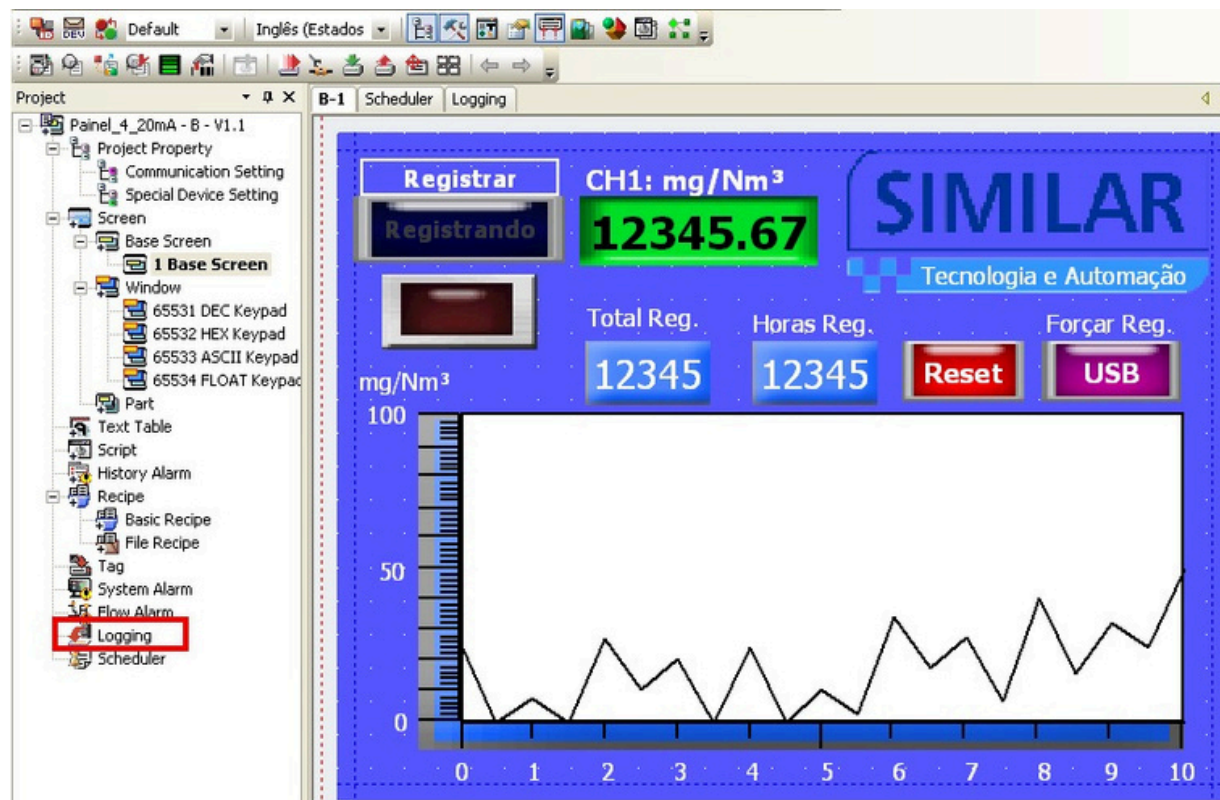 Default
Inglês (Estados
Project
B-1
Scheduler
Logging
Painel_4_20mA - B - V1.1
Project Property
Communication Setting
Special Device Setting
Screen
Base Screen
1 Base Screen
Window
65531 DEC Keypad
65532 HEX Keypad
65533 ASCII Keypad
65534 FLOAT Keypad
Part
Text Table
Script
History Alarm
Recipe
Basic Recipe
File Recipe
Tag
System Alarm
Flow Alarm
Logging
Scheduler
Registrar
CH1: mg/Nm³
SIMILAR
Registrando
12345.67
Tecnologia e Automação
Total Reg.
Horas Reg.
Forçar Reg.
12345
12345
Reset
USB
mg/Nm³
100
50
0
0 1 2 3 4 5 6 7 8 9 10